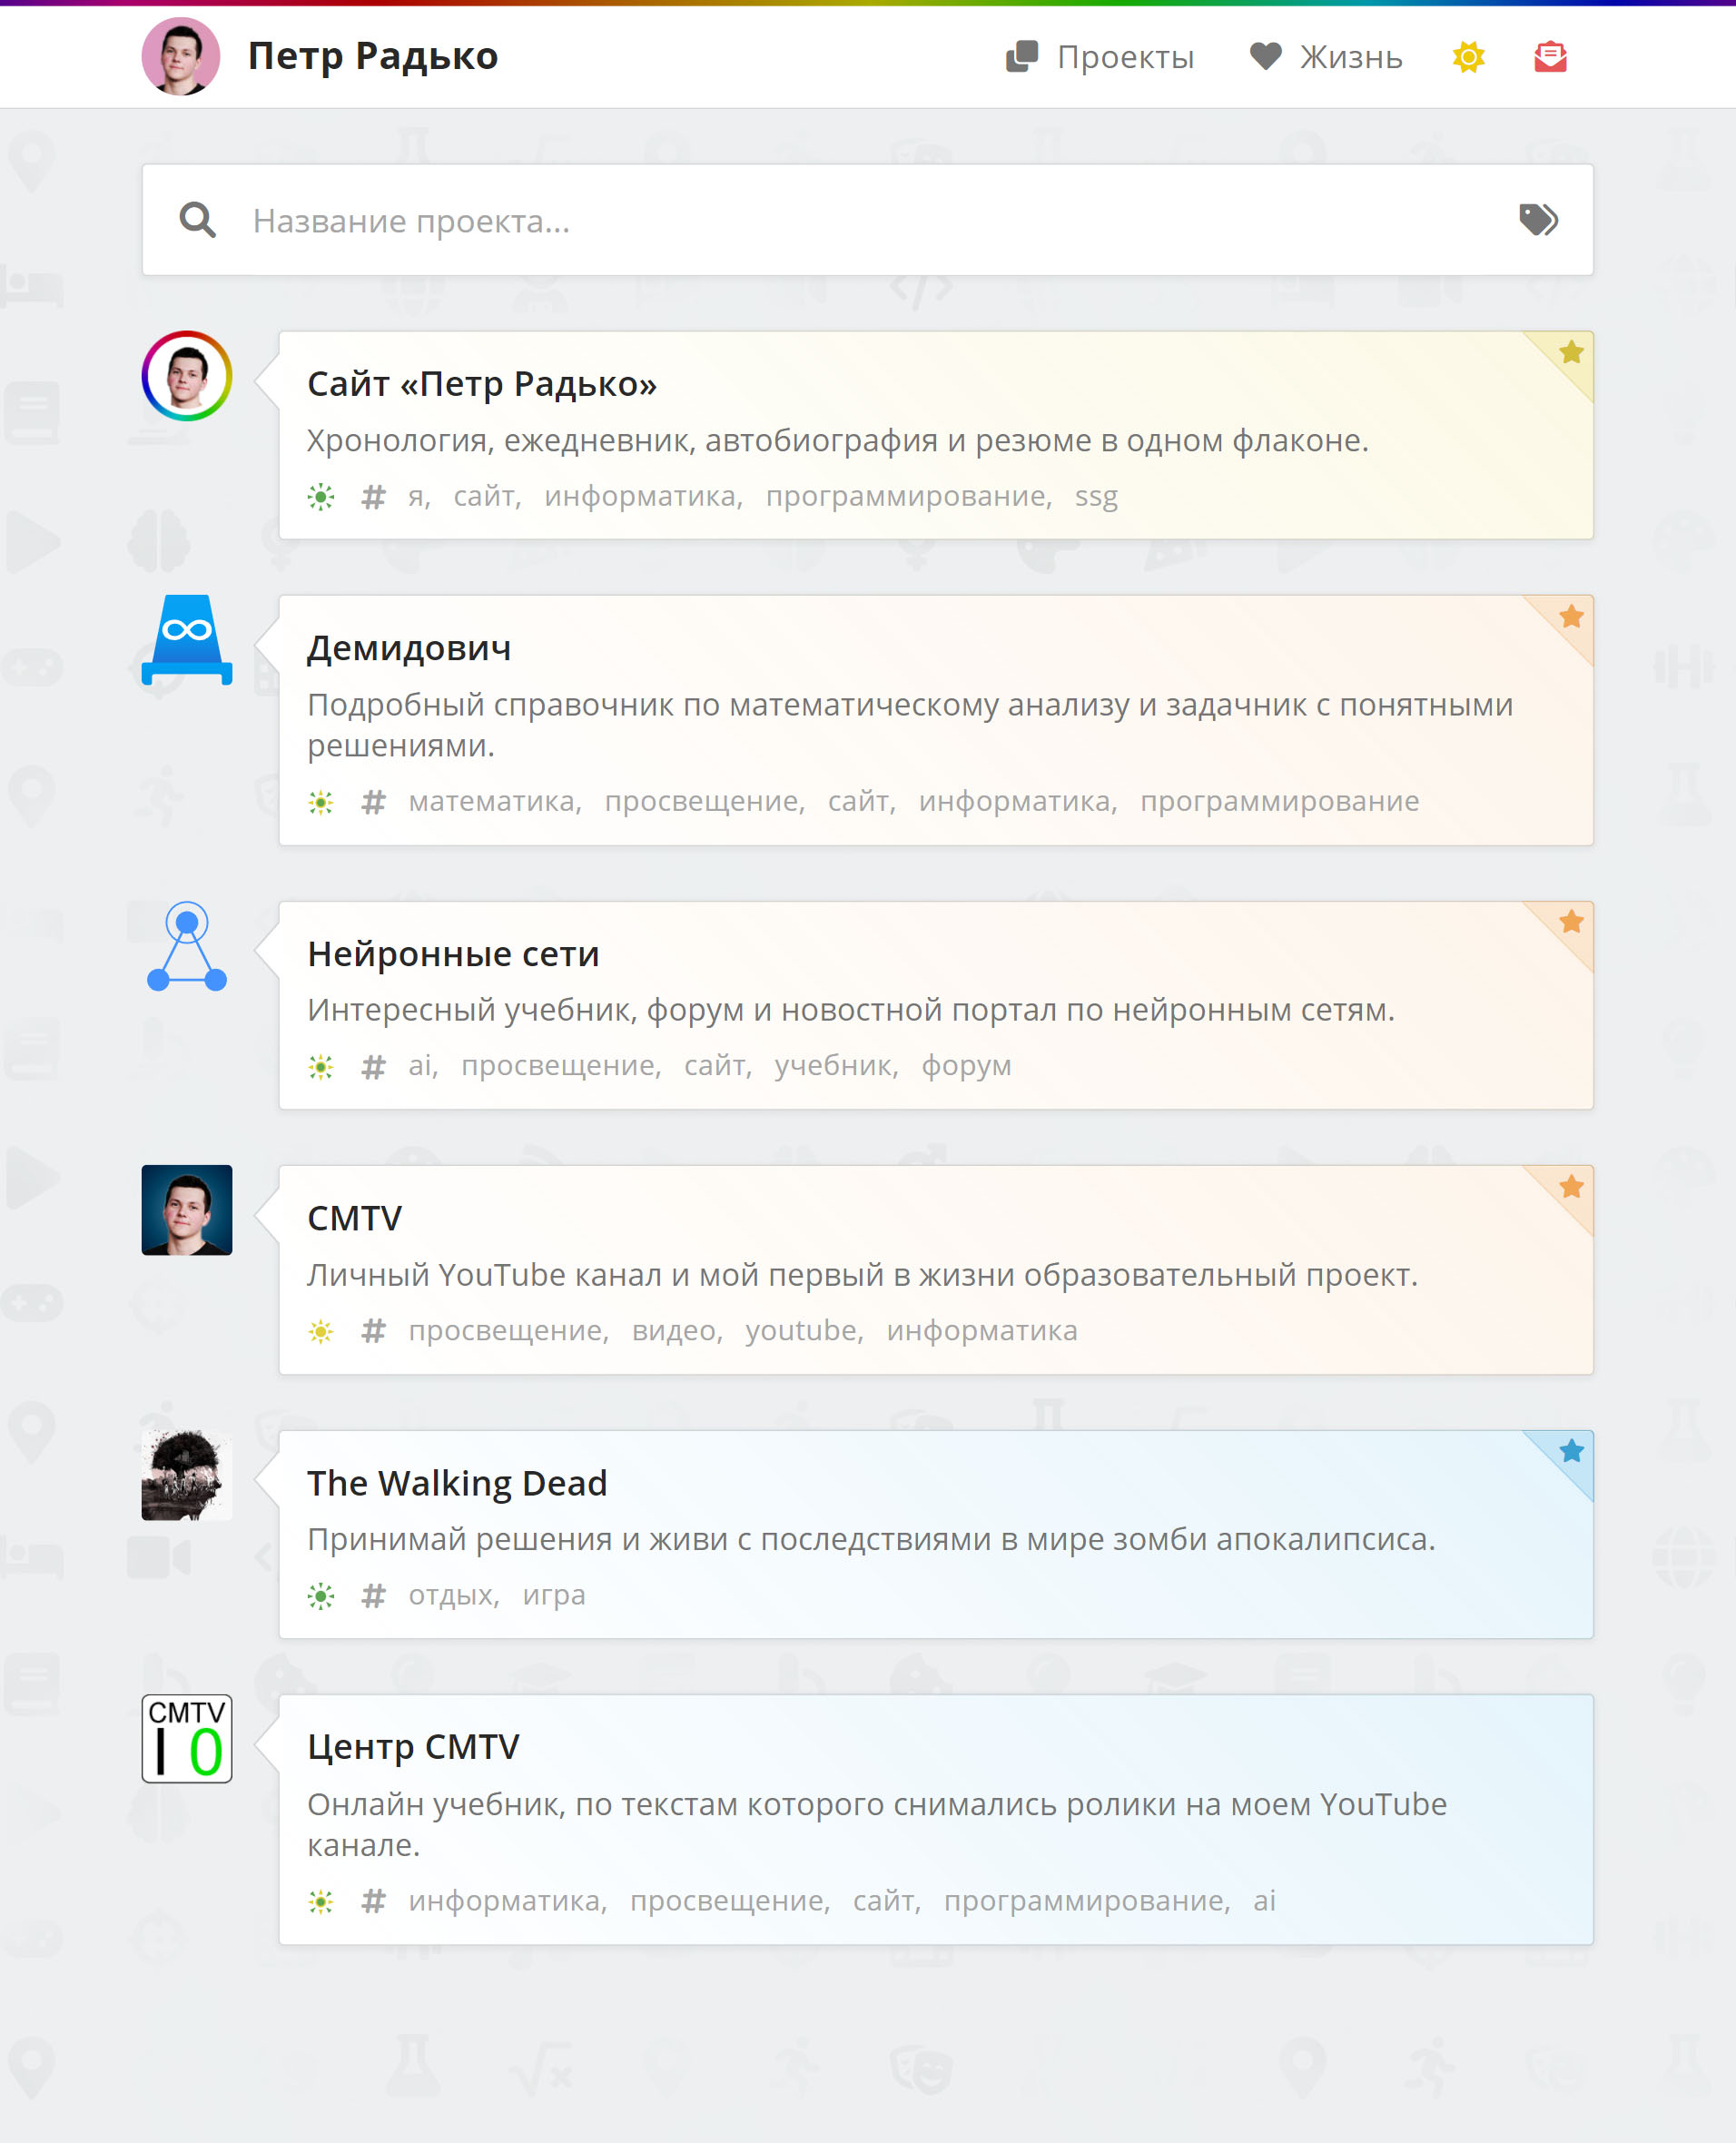 Петр Радько
Проекты
Жизнь
Название проекта...
Сайт «Петр Радько»
Хронология, ежедневник, автобиография и резюме в одном флаконе.
# я, сайт, информатика, программирование, ssg
Демидович
Подробный справочник по математическому анализу и задачник с понятными
решениями.
# математика, просвещение, сайт, информатика, программирование
Нейронные сети
Интересный учебник, форум и новостной портал по нейронным сетям.
# ai, просвещение, сайт, учебник, форум
CMTV
Личный YouTube канал и мой первый в жизни образовательный проект.
# просвещение, видео, youtube, информатика
The Walking Dead
Принимай решения и живи с последствиями в мире зомби апокалипсиса.
# отдых, игра
CMTV
I 0
Центр CMTV
Онлайн учебник, по текстам которого снимались ролики на моем YouTube
канале.
# информатика, просвещение, сайт, программирование, ai